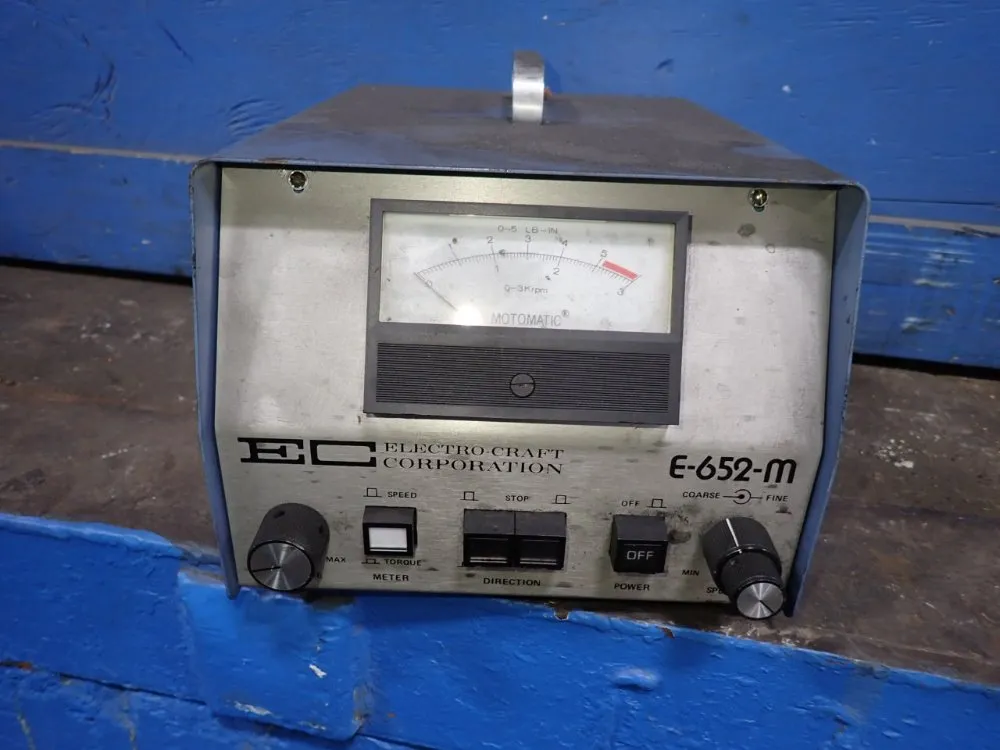 0-5 LB-IN
1 2 3 4 5
0 1 2 3
0-3Krpm
MOTOMATIC®
EC ELECTRO-CRAFT
CORPORATION
E-652-m
SPEED
STOP
OFF
COARSE FINE
OFF
MAX
TORQUE
MIN
METER
DIRECTION
POWER